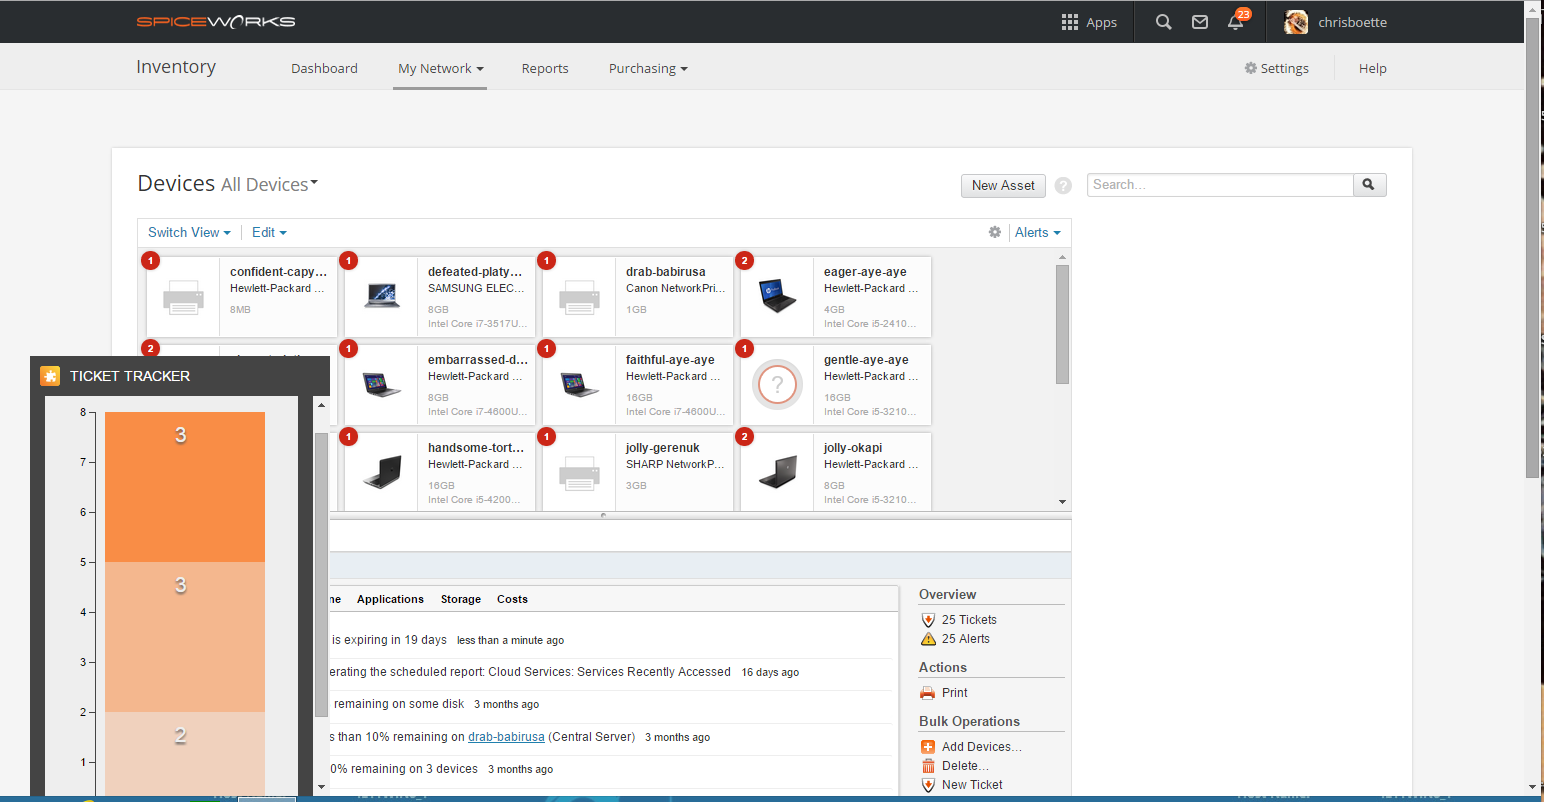 SPICEWORKS
Apps
23
chrisboette
Inventory
Dashboard
My Network
Reports
Purchasing
Settings
Help
Devices All Devices
New Asset
?
Search...
Switch View
Edit
Alerts
1
confident-capy...
Hewlett-Packard ...
8MB
1
defeated-platy...
SAMSUNG ELEC...
8GB
Intel Core i7-3517U...
1
drab-babirusa
Canon NetworkPri...
1GB
2
eager-aye-aye
Hewlett-Packard ...
4GB
Intel Core i5-2410...
2
1
embarrassed-d...
Hewlett-Packard ...
8GB
Intel Core i7-4600U...
1
faithful-aye-aye
Hewlett-Packard ...
16GB
Intel Core i7-4600U...
1
?
gentle-aye-aye
Hewlett-Packard ...
16GB
Intel Core i5-3210...
1
handsome-tort...
Hewlett-Packard ...
16GB
Intel Core i5-4200...
1
jolly-gerenuk
SHARP NetworkP...
3GB
2
jolly-okapi
Hewlett-Packard ...
8GB
Intel Core i5-3210...
TICKET TRACKER
8
7
6
5
4
3
2
1
3
3
2
ne Applications Storage Costs
is expiring in 19 days less than a minute ago
erating the scheduled report: Cloud Services: Services Recently Accessed 16 days ago
remaining on some disk 3 months ago
s than 10% remaining on drab-babirusa (Central Server) 3 months ago
0% remaining on 3 devices 3 months ago
Overview
25 Tickets
25 Alerts
Actions
Print
Bulk Operations
Add Devices...
Delete...
New Ticket